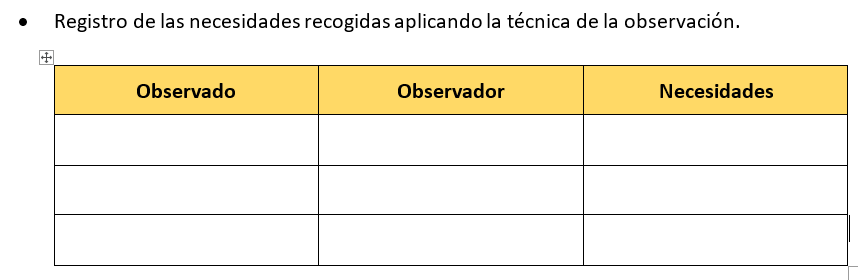 • Registro de las necesidades recogidas aplicando la técnica de la observación.
Observado Observador Necesidades